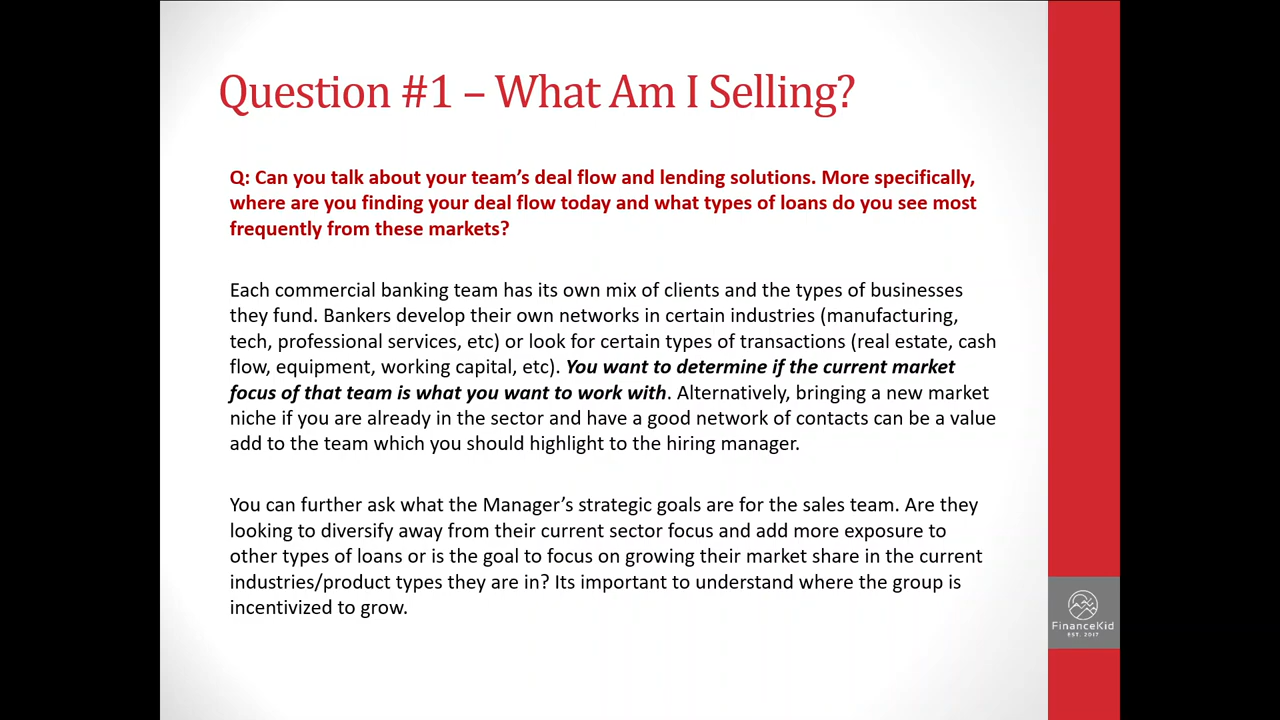 Question #1 – What Am I Selling?
Q: Can you talk about your team’s deal flow and lending solutions. More specifically,
where are you finding your deal flow today and what types of loans do you see most
frequently from these markets?
Each commercial banking team has its own mix of clients and the types of businesses
they fund. Bankers develop their own networks in certain industries (manufacturing,
tech, professional services, etc) or look for certain types of transactions (real estate, cash
flow, equipment, working capital, etc). You want to determine if the current market
focus of that team is what you want to work with. Alternatively, bringing a new market
niche if you are already in the sector and have a good network of contacts can be a value
add to the team which you should highlight to the hiring manager.
You can further ask what the Manager’s strategic goals are for the sales team. Are they
looking to diversify away from their current sector focus and add more exposure to
other types of loans or is the goal to focus on growing their market share in the current
industries/product types they are in? Its important to understand where the group is
incentivized to grow.
FinanceKid
EST. 2017